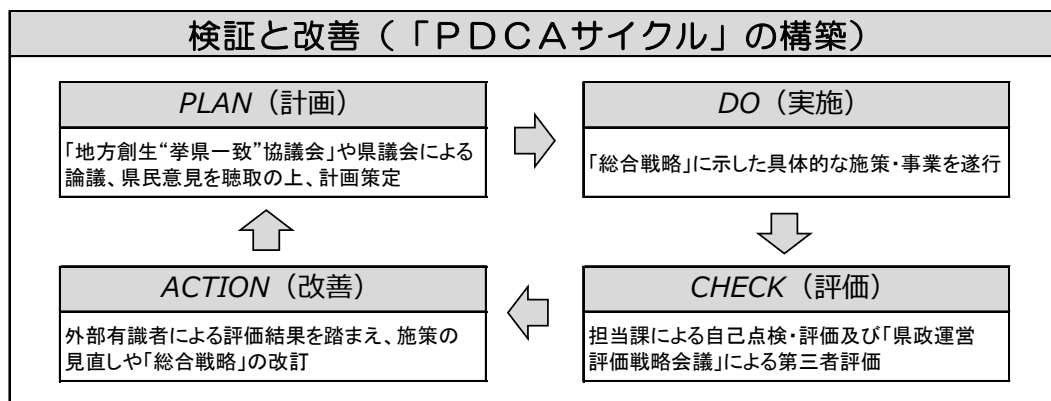 検証と改善(「PDCAサイクル」の構築)
PLAN(計画)
「地方創生“挙県一致”協議会」や県議会による
論議、県民意見を聴取の上、計画策定
DO(実施)
「総合戦略」に示した具体的な施策・事業を遂行
ACTION(改善)
外部有識者による評価結果を踏まえ、施策の
見直しや「総合戦略」の改訂
CHECK(評価)
担当課による自己点検・評価及び「県政運営
評価戦略会議」による第三者評価